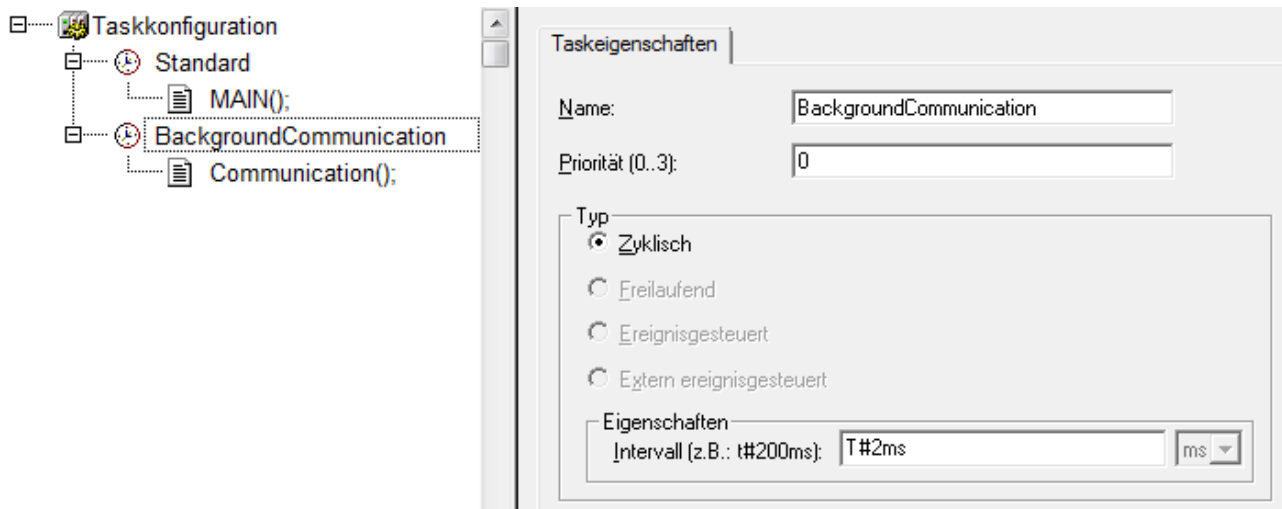 Taskkonfiguration
Standard
MAIN();
BackgroundCommunication
Communication();
Taskeigenschaften
Name: BackgroundCommunication
Priorität (0..3): 0
Typ
Zyklisch
Freilaufend
Ereignisgesteuert
Extern ereignisgesteuert
Eigenschaften
Intervall (z.B.: t#200ms): T#2ms ms